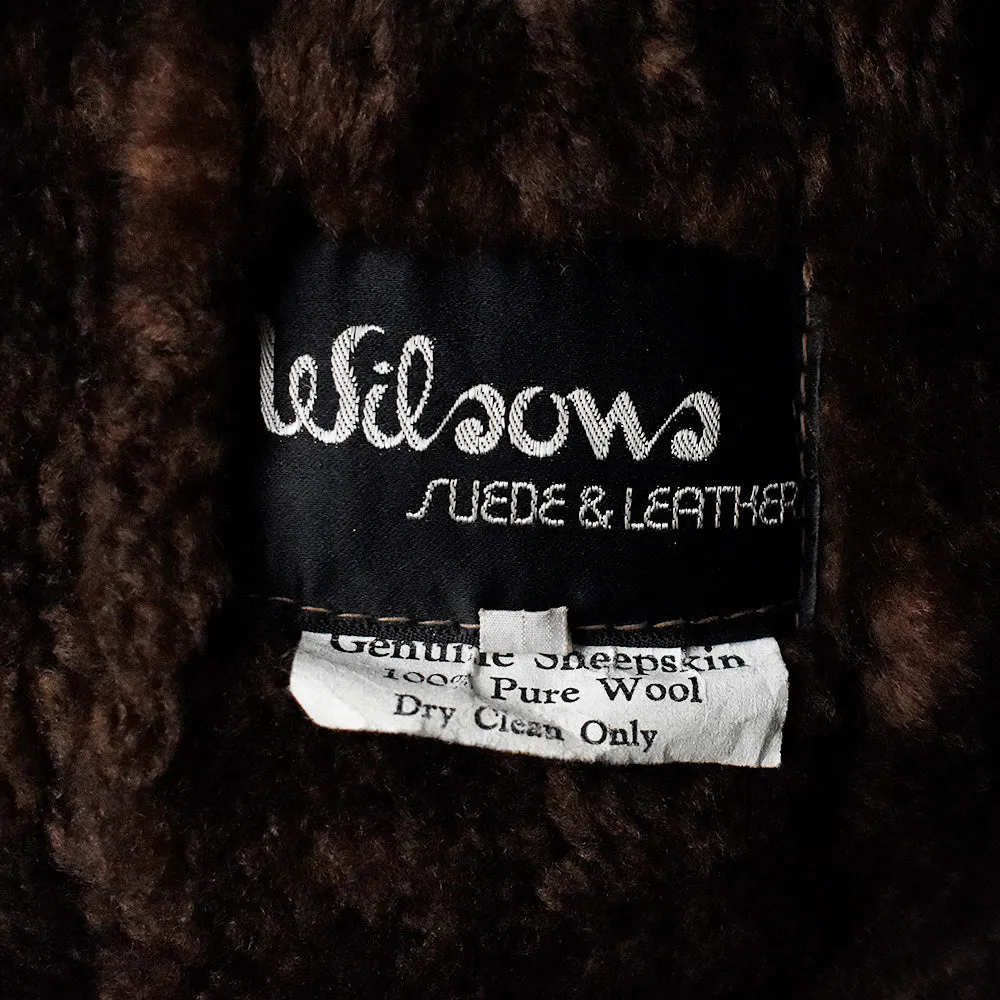 Wilsons
SUEDE & LEATHER
Genuine Sheepskin
100% Pure Wool
Dry Clean Only